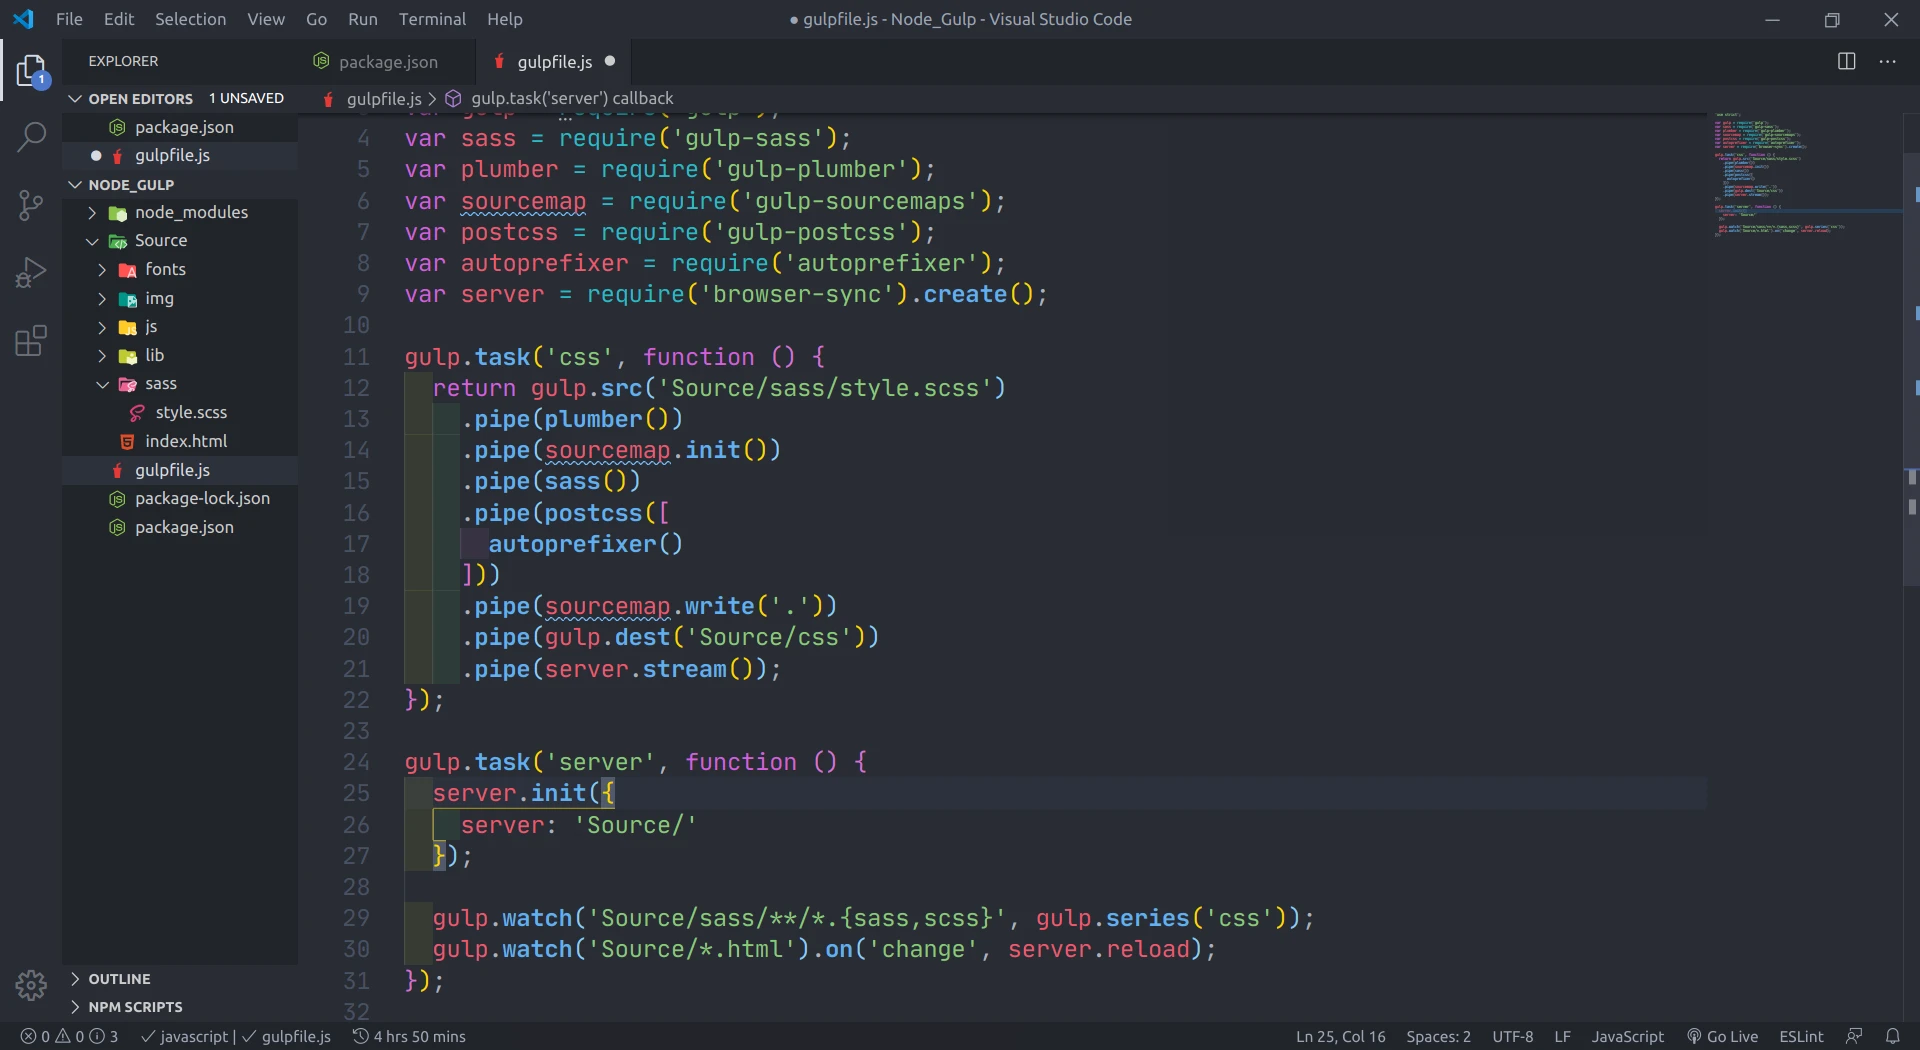 File Edit Selection View Go Run Terminal Help
● gulpfile.js - Node_Gulp - Visual Studio Code
EXPLORER
package.json
gulpfile.js
1
OPEN EDITORS 1 UNSAVED
package.json
gulpfile.js
NODE_GULP
node_modules
Source
fonts
img
js
lib
sass
style.scss
index.html
gulpfile.js
package-lock.json
package.json
OUTLINE
NPM SCRIPTS
gulpfile.js > gulp.task('server') callback
4 var sass = require('gulp-sass');
5 var plumber = require('gulp-plumber');
6 var sourcemap = require('gulp-sourcemaps');
7 var postcss = require('gulp-postcss');
8 var autoprefixer = require('autoprefixer');
9 var server = require('browser-sync').create();
10
11 gulp.task('css', function () {
12 return gulp.src('Source/sass/style.scss')
13 .pipe(plumber())
14 .pipe(sourcemap.init())
15 .pipe(sass())
16 .pipe(postcss([
17 autoprefixer()
18 ]))
19 .pipe(sourcemap.write('.'))
20 .pipe(gulp.dest('Source/css'))
21 .pipe(server.stream());
22 });
23
24 gulp.task('server', function () {
25 server.init({
26 server: 'Source/'
27 });
28
29 gulp.watch('Source/sass/**/*.{sass,scss}', gulp.series('css'));
30 gulp.watch('Source/*.html').on('change', server.reload);
31 });
32
0 0 3 javascript | gulpfile.js 4 hrs 50 mins
Ln 25, Col 16 Spaces: 2 UTF-8 LF JavaScript Go Live ESLint